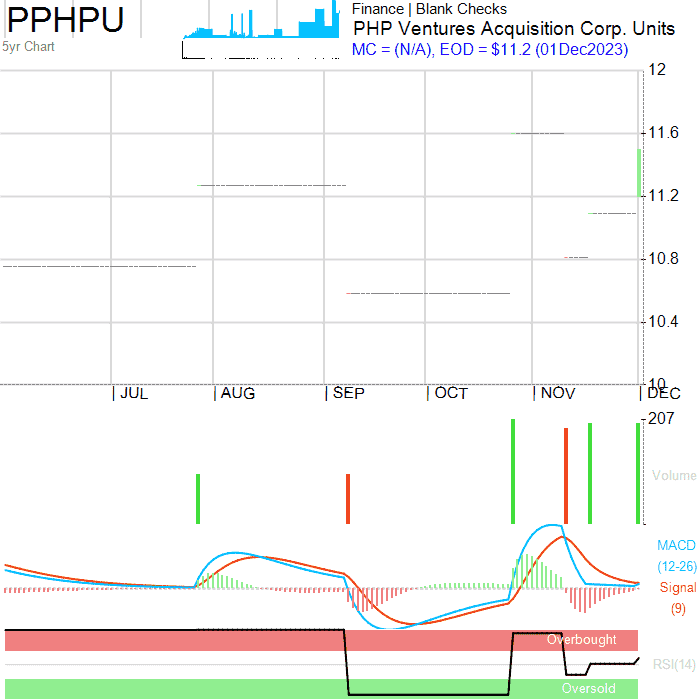 PPHPU
5yr Chart
Finance | Blank Checks
PHP Ventures Acquisition Corp. Units
MC = (N/A), EOD = $11.2 (01Dec2023)
12
11.6
11.2
10.8
10.4
10
JUL
AUG
SEP
OCT
NOV
DEC
207
Volume
MACD
(12-26)
Signal
(9)
Overbought
RSI(14)
Oversold